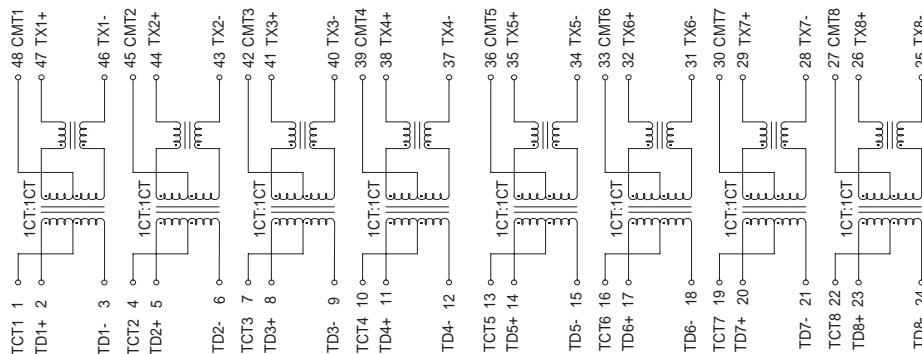 48 CMT1
47 TX1+
46 TX1-
45 CMT2
44 TX2+
43 TX2-
42 CMT3
41 TX3+
40 TX3-
39 CMT4
38 TX4+
37 TX4-
36 CMT5
35 TX5+
34 TX5-
33 CMT6
32 TX6+
31 TX6-
30 CMT7
29 TX7+
28 TX7-
27 CMT8
26 TX8+
25 TX8-
1CT:1CT
1CT:1CT
1CT:1CT
1CT:1CT
1CT:1CT
1CT:1CT
1CT:1CT
1CT:1CT
TCT1 1
TD1+ 2
TD1- 3
TCT2 4
TD2+ 5
TD2- 6
TCT3 7
TD3+ 8
TD3- 9
TCT4 10
TD4+ 11
TD4- 12
TCT5 13
TD5+ 14
TD5- 15
TCT6 16
TD6+ 17
TD6- 18
TCT7 19
TD7+ 20
TD7- 21
TCT8 22
TD8+ 23
TD8- 24